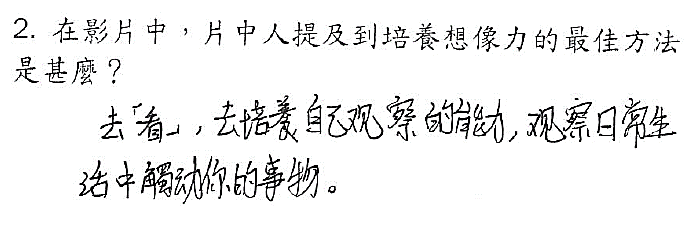 2. 在影片中，片中人提及到培養想像力的最佳方法
是甚麼？
去「看」，去培養自己观察的能力，观察日常生
活中觸动你的事物。